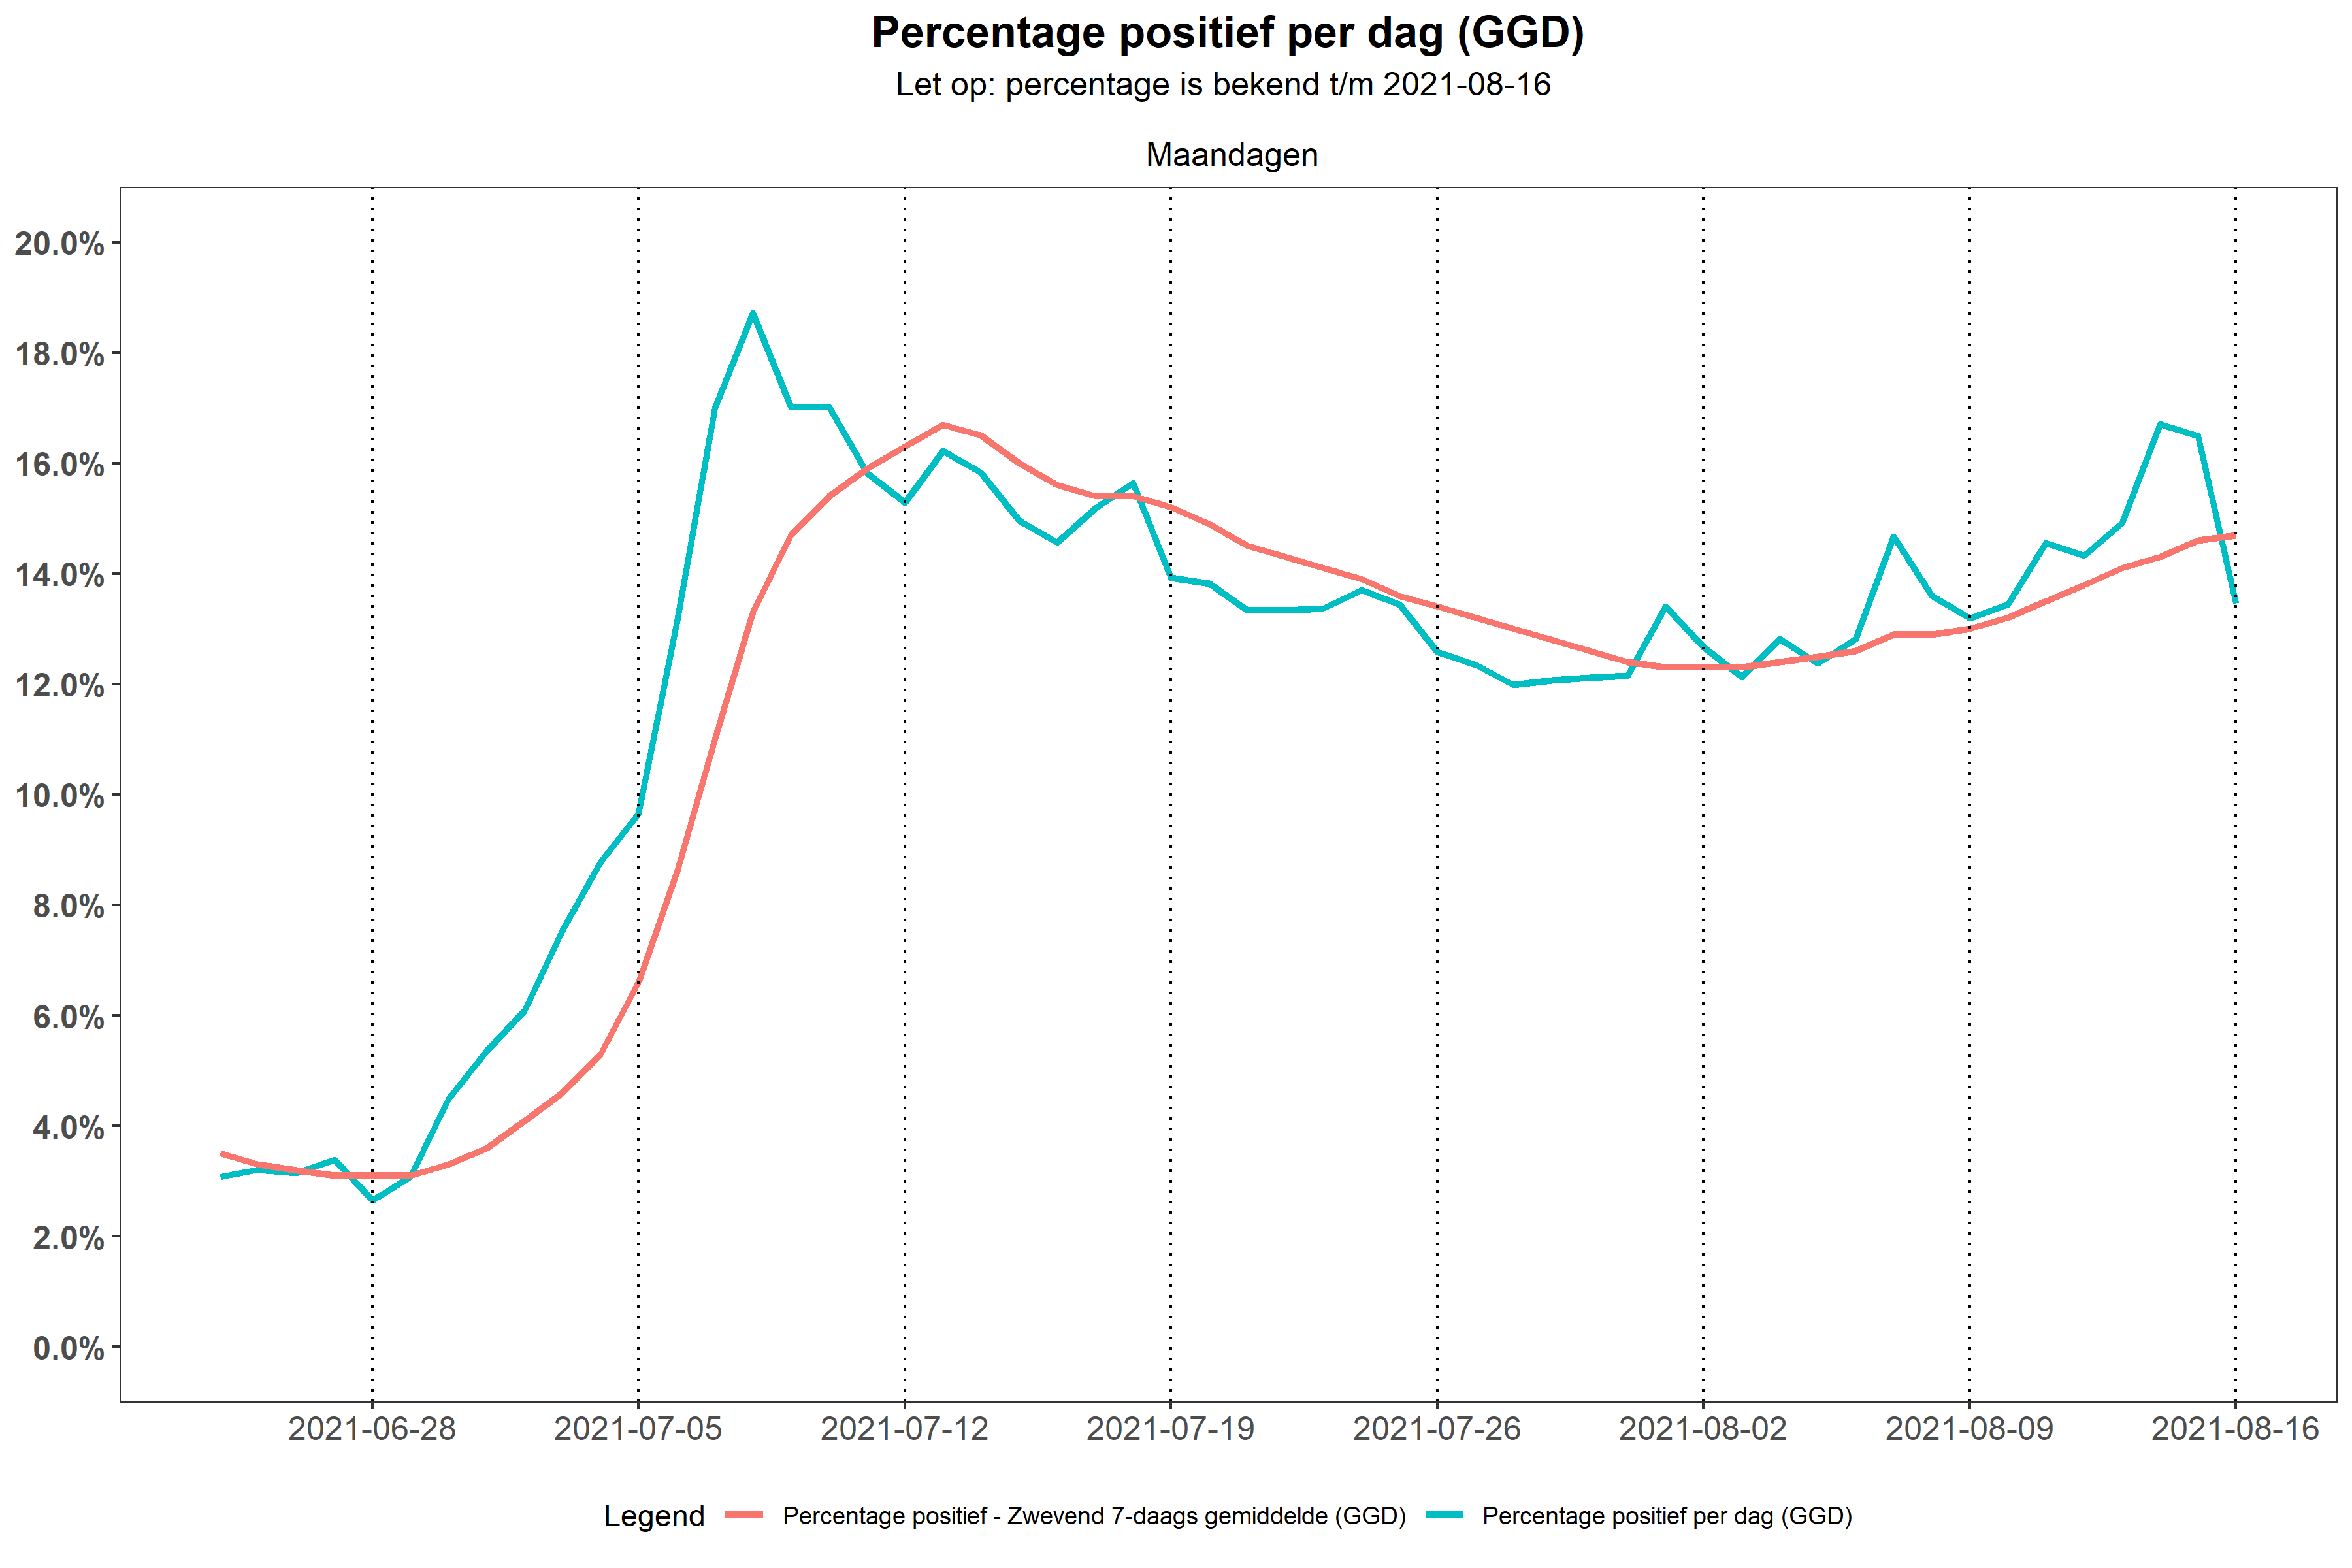 Percentage positief per dag (GGD)
Let op: percentage is bekend t/m 2021-08-16
Maandagen
20.0%
18.0%
16.0%
14.0%
12.0%
10.0%
8.0%
6.0%
4.0%
2.0%
0.0%
2021-06-28 2021-07-05 2021-07-12 2021-07-19 2021-07-26 2021-08-02 2021-08-09 2021-08-16
Legend Percentage positief - Zwevend 7-daags gemiddelde (GGD) Percentage positief per dag (GGD)